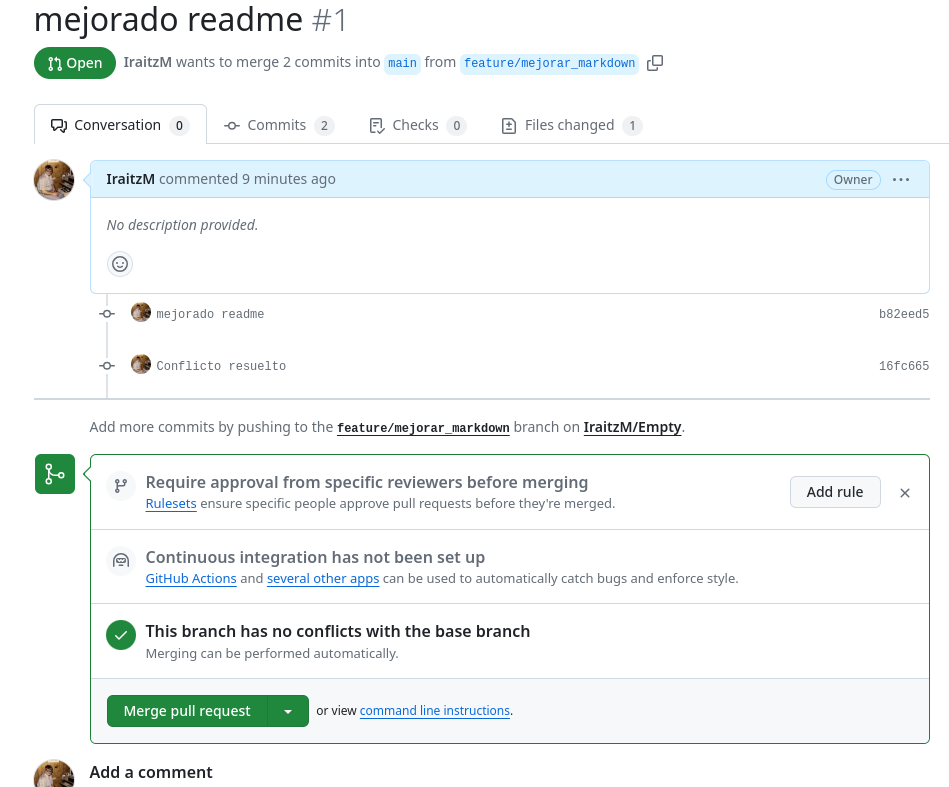 mejorado readme #1
Open IraitzM wants to merge 2 commits into main from feature/mejorar_markdown
Conversation 0 Commits 2 Checks 0 Files changed 1
IraitzM commented 9 minutes ago Owner
No description provided.
mejorado readme b82eed5
Conflicto resuelto 16fc665
Add more commits by pushing to the feature/mejorar_markdown branch on IraitzM/Empty.
Require approval from specific reviewers before merging
Rulesets ensure specific people approve pull requests before they're merged.
Add rule
Continuous integration has not been set up
GitHub Actions and several other apps can be used to automatically catch bugs and enforce style.
This branch has no conflicts with the base branch
Merging can be performed automatically.
Merge pull request or view command line instructions.
Add a comment